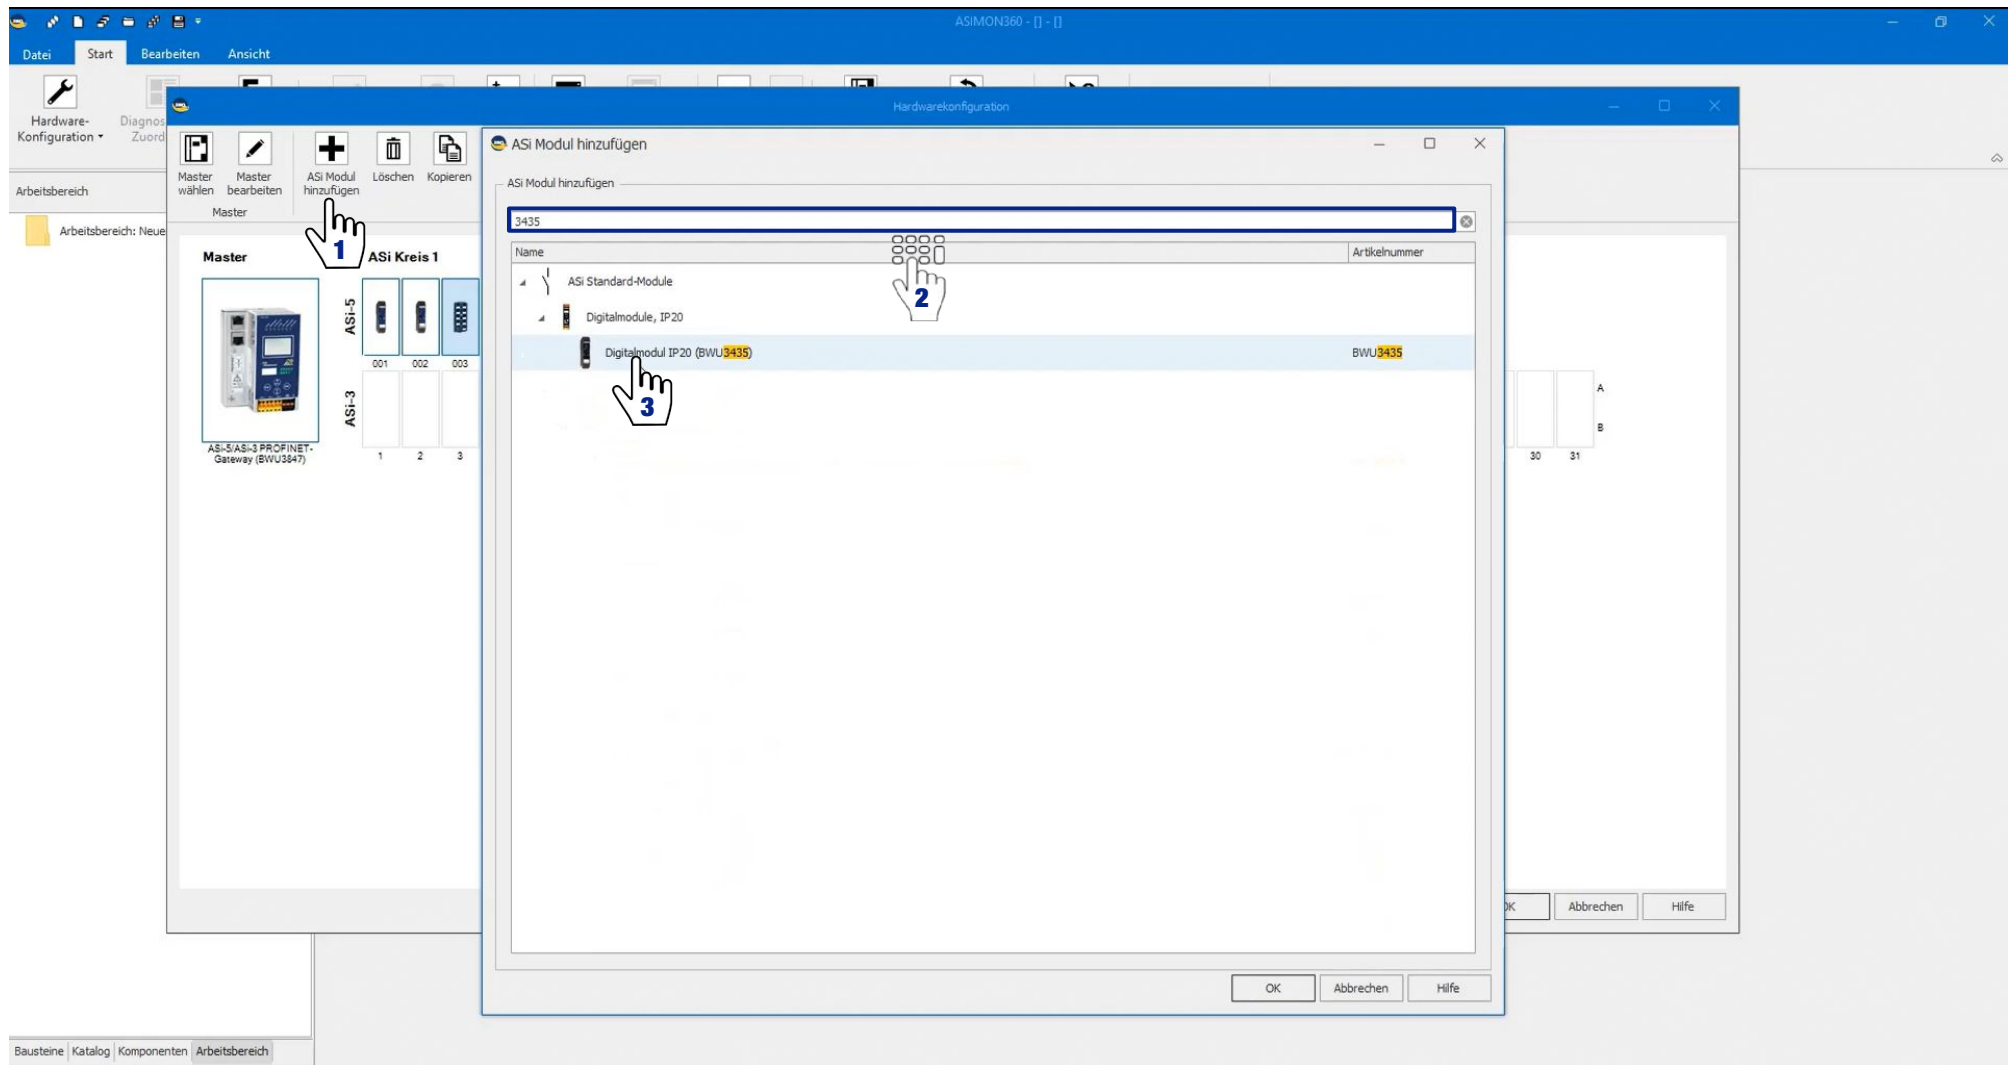 ASIMON360 - [] - []
Datei Start Bearbeiten Ansicht
Hardware-
Konfiguration
Diagnos
Zuord
Hardwarekonfiguration
Master
wählen
Master
bearbeiten
ASi Modul
hinzufügen
Löschen
Kopieren
Master
ASi Modul hinzufügen
ASi Modul hinzufügen
3435
Name Artikelnummer
ASi Standard-Module
Digitalmodule, IP20
Digitalmodul IP20 (BWU3435) BWU3435
1
2
3
Arbeitsbereich
Arbeitsbereich: Neue
Master ASi Kreis 1
ASi-5
001 002 003
ASi-3
1 2 3
ASi-5/ASi-3 PROFINET-
Gateway (BWU3847)
A
B
30 31
OK Abbrechen Hilfe
Abbrechen Hilfe
Bausteine Katalog Komponenten Arbeitsbereich